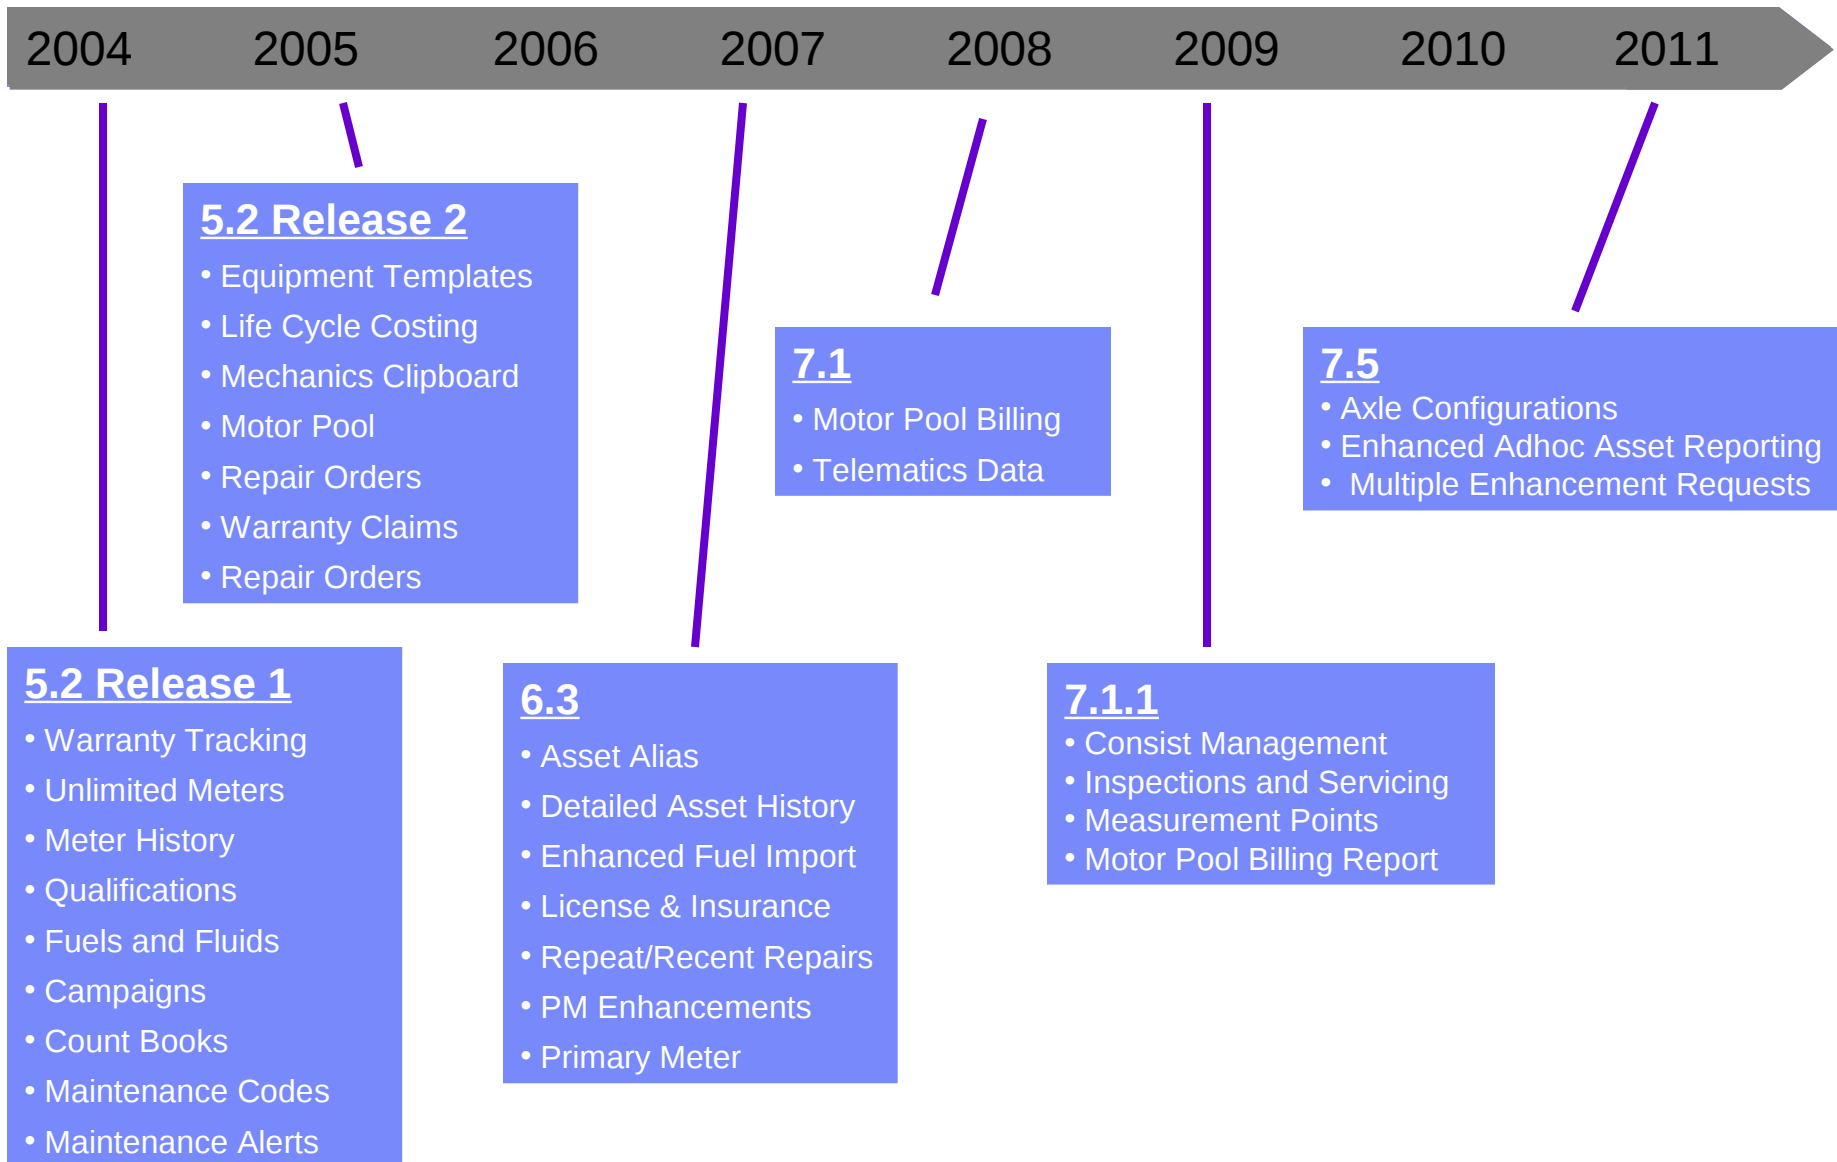 2004 2005 2006 2007 2008 2009 2010 2011
5.2 Release 2
• Equipment Templates
• Life Cycle Costing
• Mechanics Clipboard
• Motor Pool
• Repair Orders
• Warranty Claims
• Repair Orders
7.1
• Motor Pool Billing
• Telematics Data
7.5
• Axle Configurations
• Enhanced Adhoc Asset Reporting
• Multiple Enhancement Requests
5.2 Release 1
• Warranty Tracking
• Unlimited Meters
• Meter History
• Qualifications
• Fuels and Fluids
• Campaigns
• Count Books
• Maintenance Codes
• Maintenance Alerts
6.3
• Asset Alias
• Detailed Asset History
• Enhanced Fuel Import
• License & Insurance
• Repeat/Recent Repairs
• PM Enhancements
• Primary Meter
7.1.1
• Consist Management
• Inspections and Servicing
• Measurement Points
• Motor Pool Billing Report